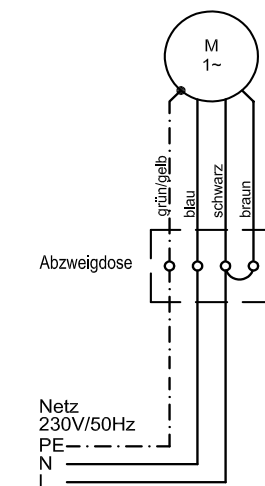 M
1~
grün/gelb
blau
schwarz
braun
Abzweigdose
Netz
230V/50Hz
PE
N
L